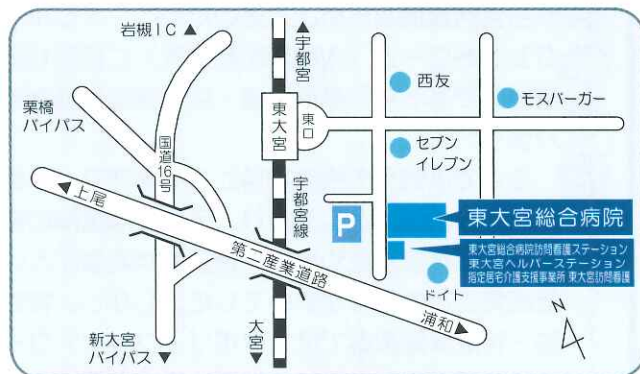 岩槻IC▲
▲宇都宮
西友
モスバーガー
栗橋
バイパス
東大宮
東口
国道16号
セブン
イレブン
◀上尾
宇都宮線
P
東大宮総合病院
東大宮総合病院訪問看護ステーション
東大宮ヘルパーステーション
指定居宅介護支援事業所 東大宮訪問看護
第二産業道路
ドイト
浦和▶
新大宮
バイパス▼
大宮▼
N